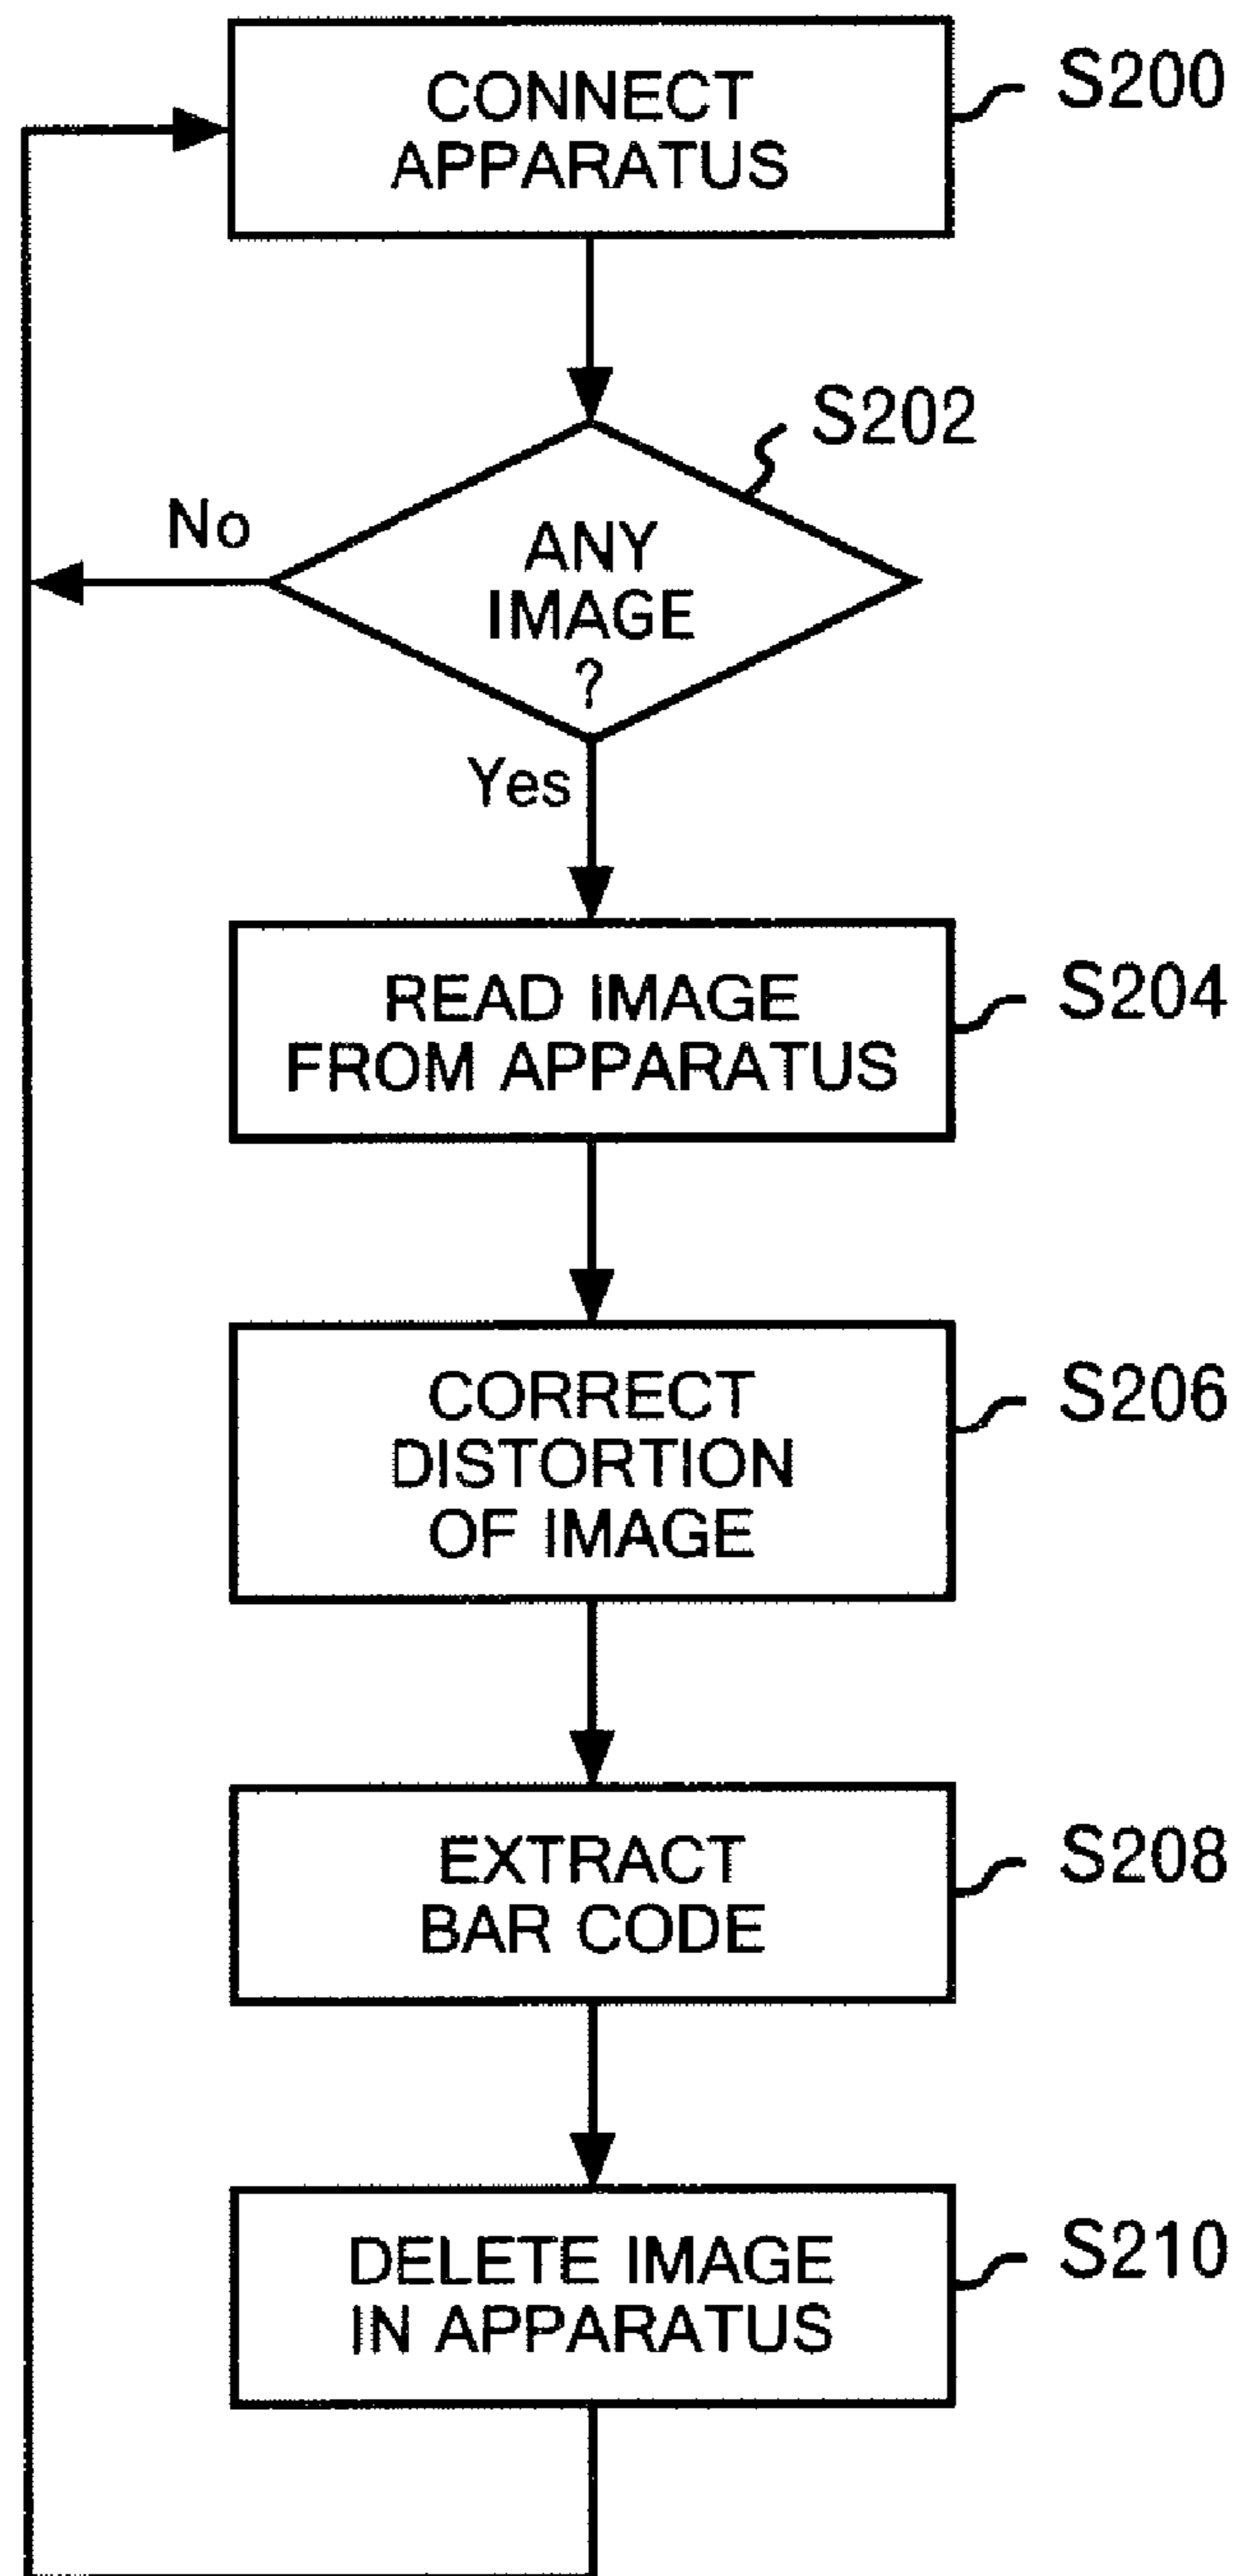 CONNECT
APPARATUS
S200
S202
No
ANY
IMAGE
?
Yes
READ IMAGE
FROM APPARATUS
S204
CORRECT
DISTORTION
OF IMAGE
S206
EXTRACT
BAR CODE
S208
DELETE IMAGE
IN APPARATUS
S210